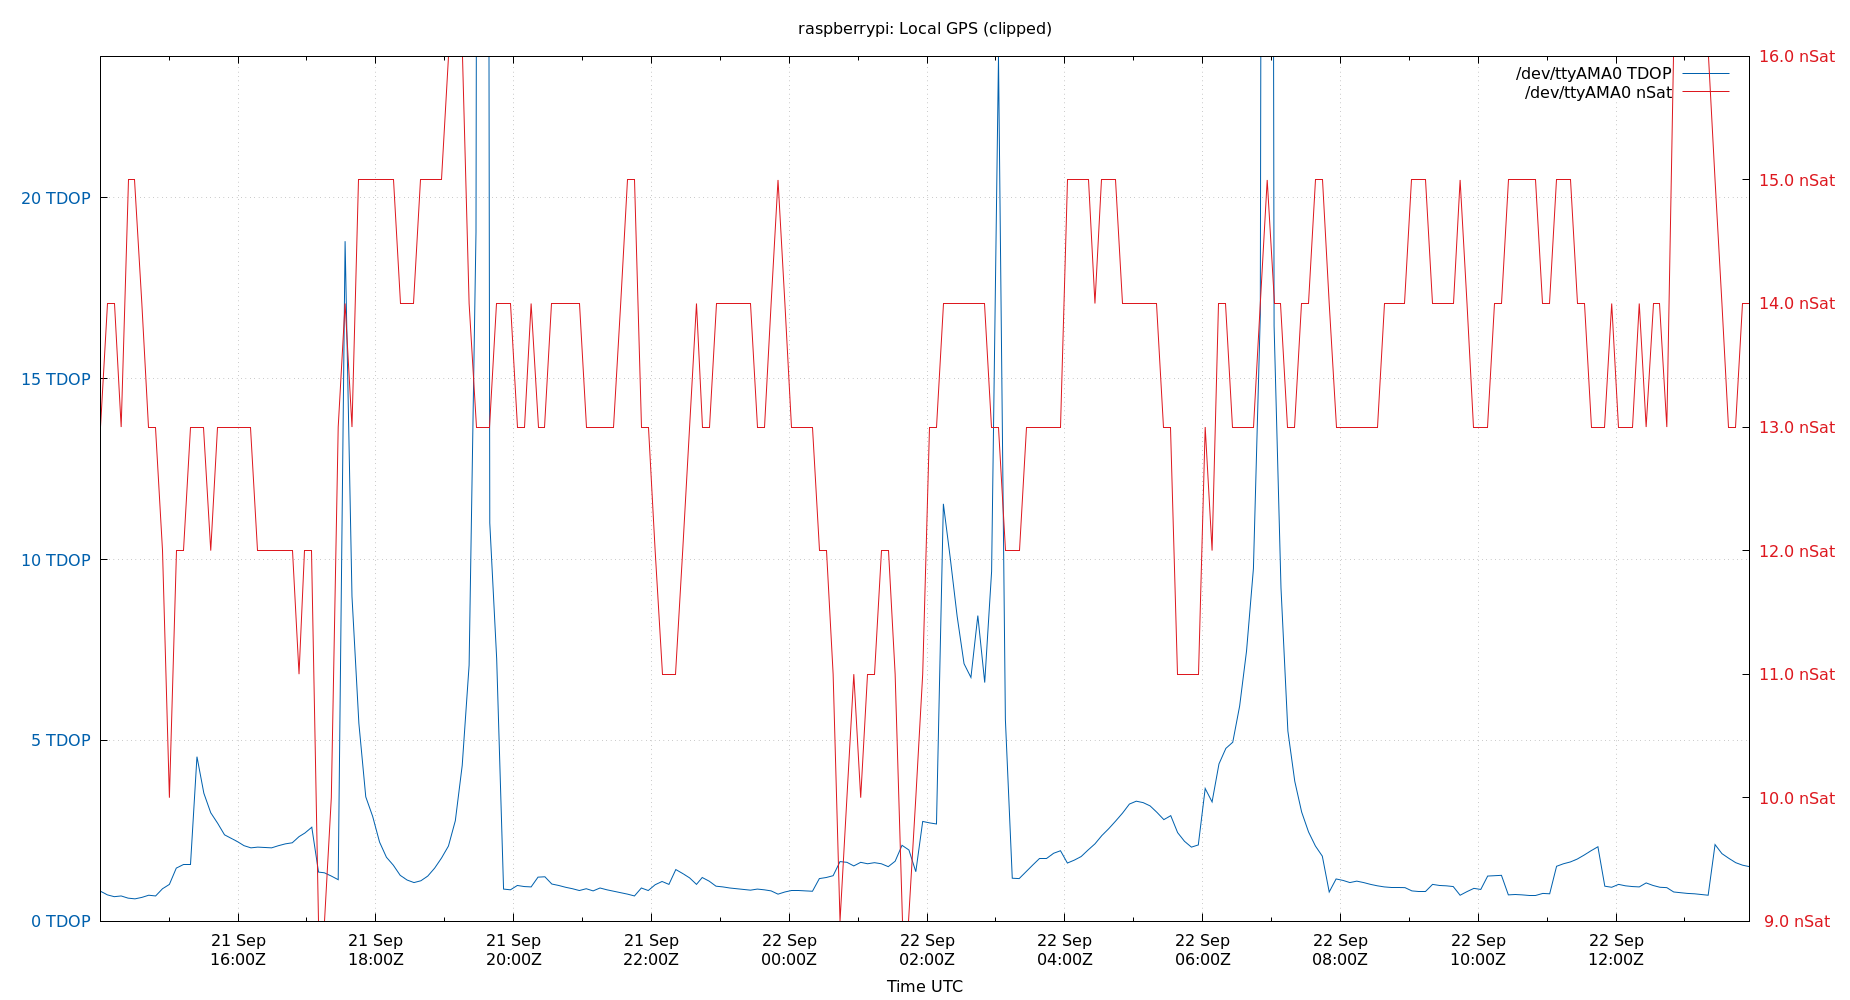 raspberrypi: Local GPS (clipped)
/dev/ttyAMA0 TDOP
/dev/ttyAMA0 nSat
20 TDOP
15 TDOP
10 TDOP
5 TDOP
0 TDOP
16.0 nSat
15.0 nSat
14.0 nSat
13.0 nSat
12.0 nSat
11.0 nSat
10.0 nSat
9.0 nSat
21 Sep
16:00Z
21 Sep
18:00Z
21 Sep
20:00Z
21 Sep
22:00Z
22 Sep
00:00Z
22 Sep
02:00Z
22 Sep
04:00Z
22 Sep
06:00Z
22 Sep
08:00Z
22 Sep
10:00Z
22 Sep
12:00Z
Time UTC